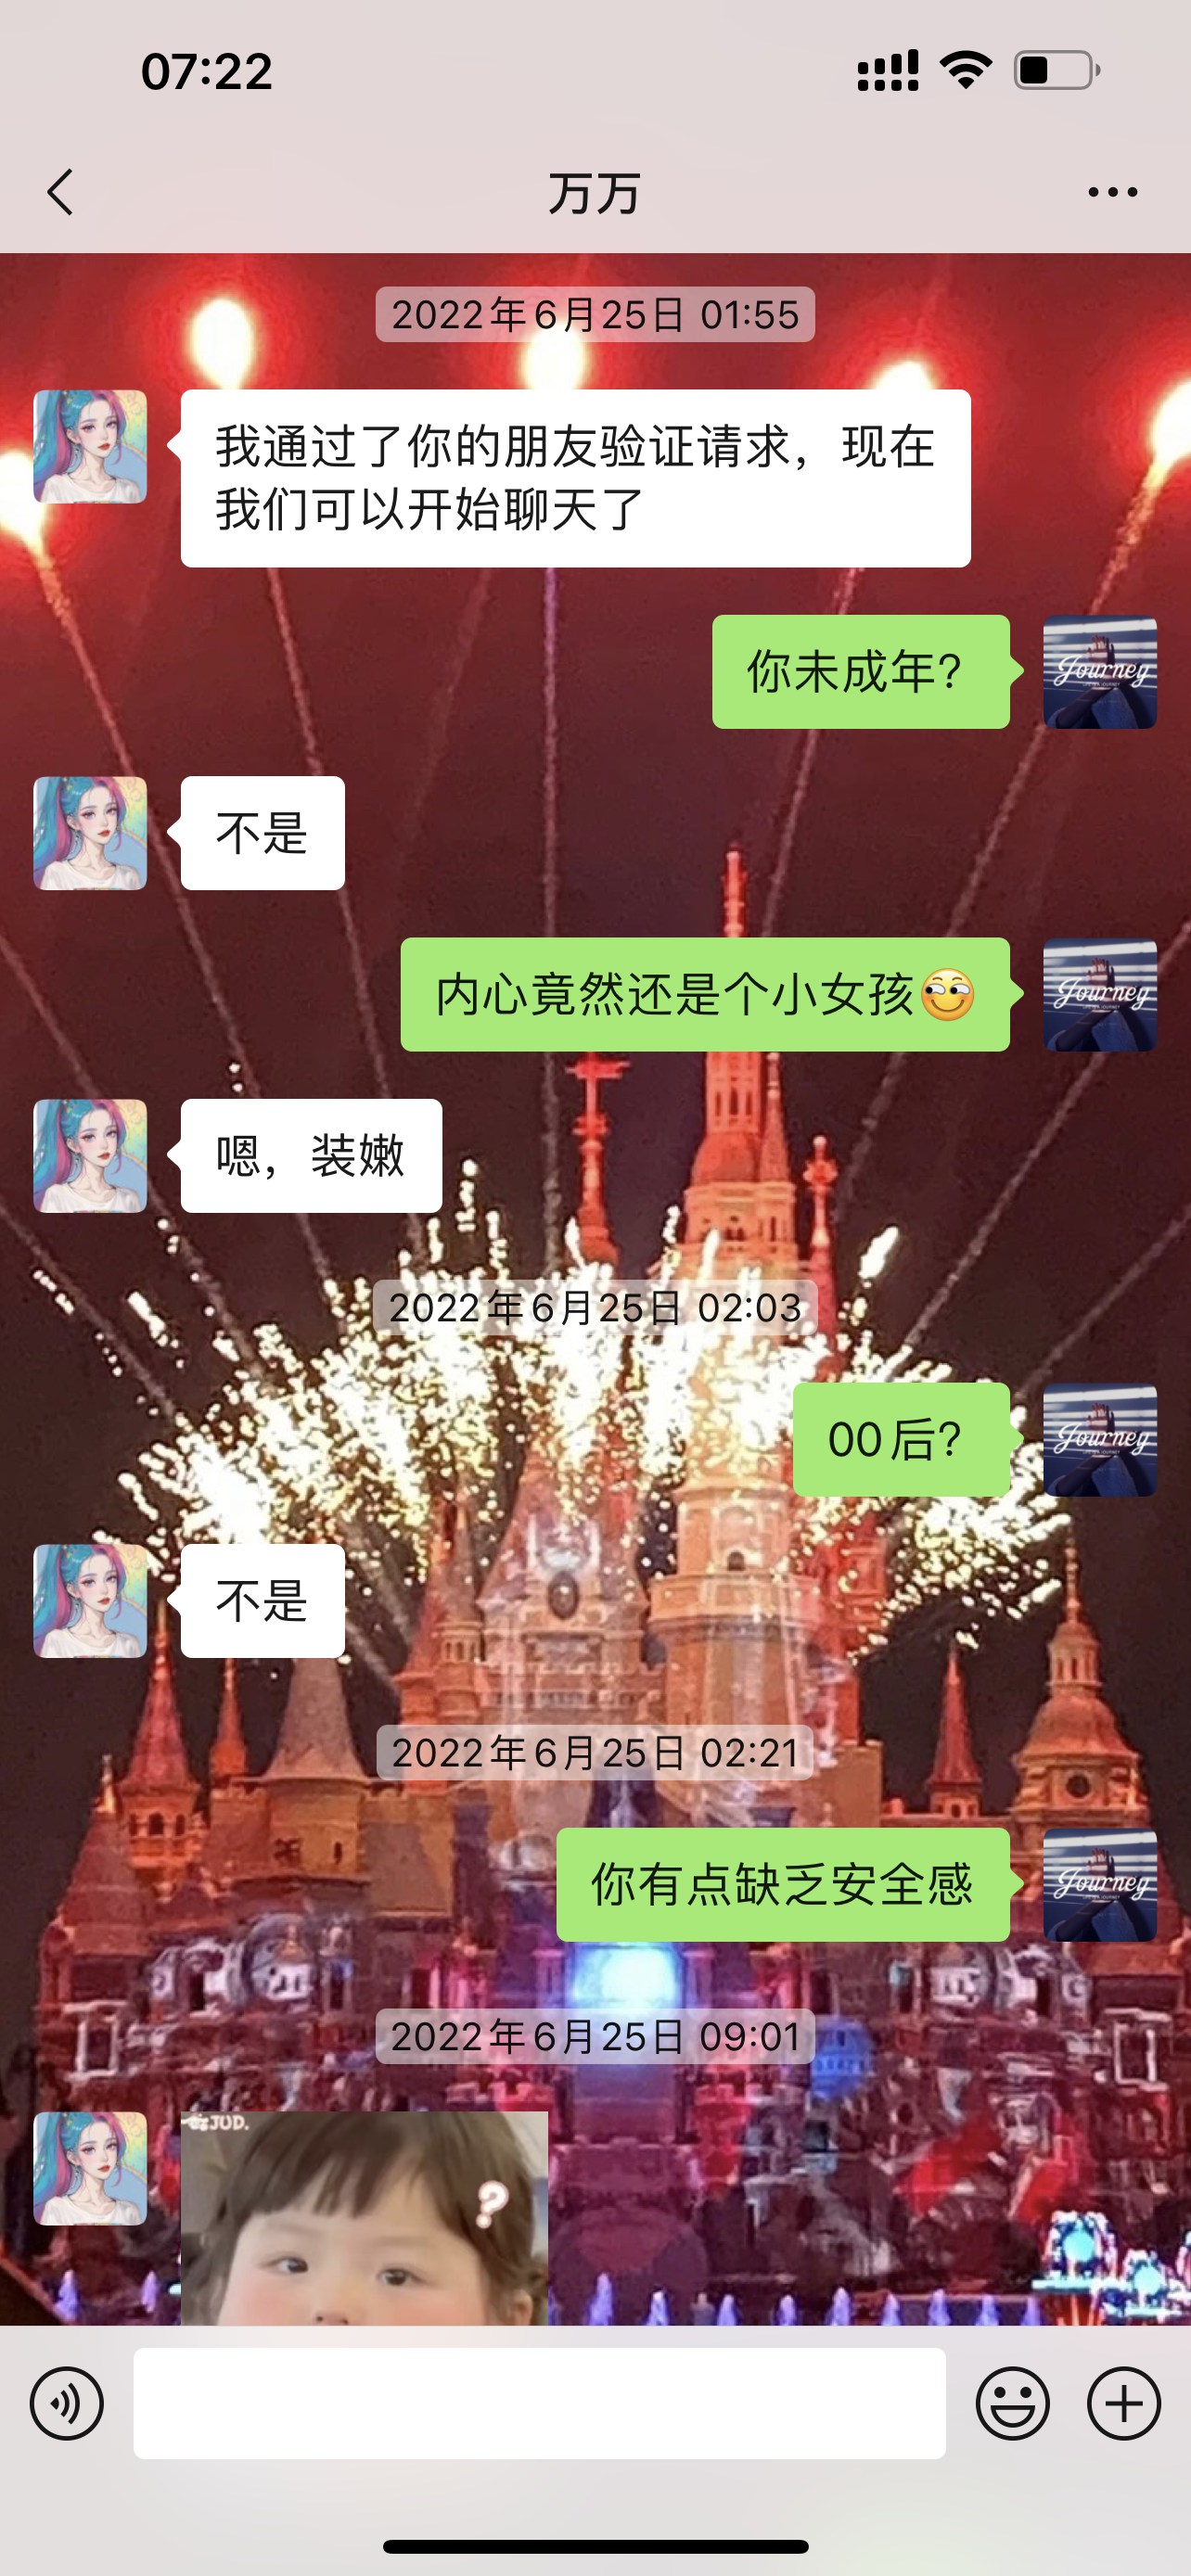 07:22
万万
2022年6月25日 01:55
我通过了你的朋友验证请求，现在
我们可以开始聊天了
你未成年?
Journey
不是
内心竟然还是个小女孩
Journey
嗯，装嫩
2022年6月25日 02:03
00后?
Journey
不是
2022年6月25日 02:21
你有点缺乏安全感
Journey
2022年6月25日 09:01
JUD.
?